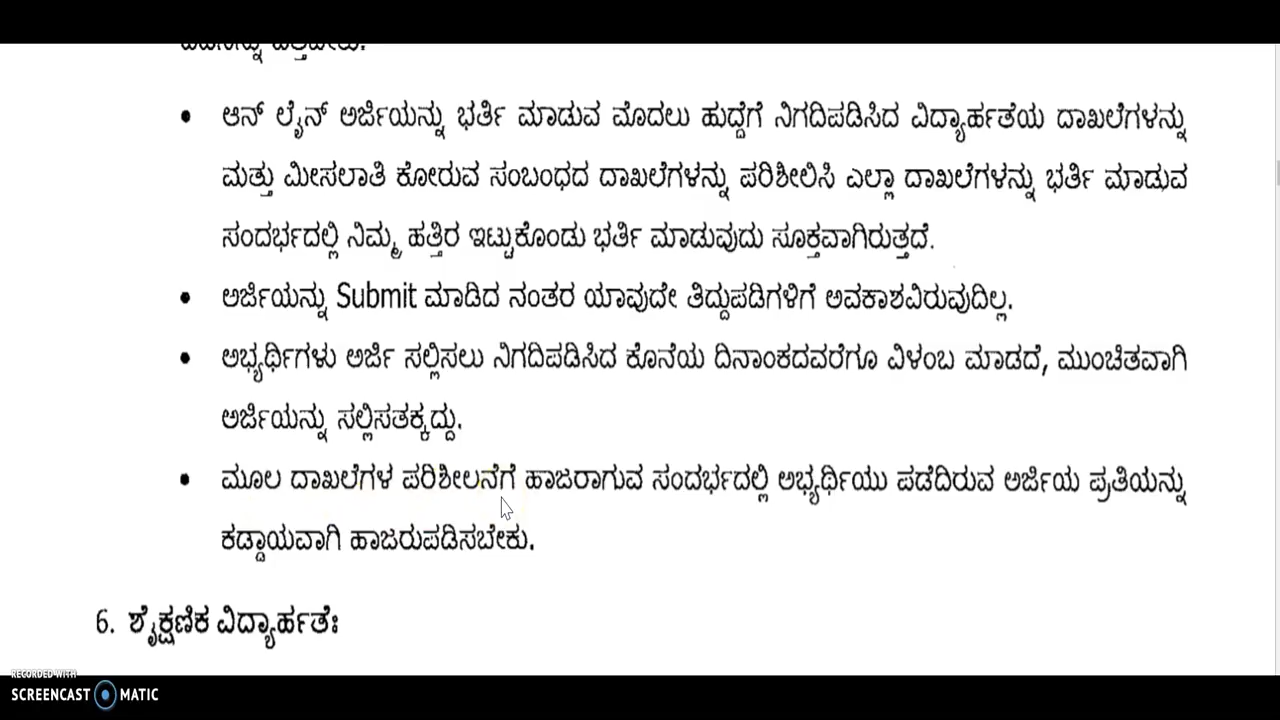 • ಆನ್ ಲೈನ್ ಅರ್ಜಿಯನ್ನು ಭರ್ತಿ ಮಾಡುವ ಮೊದಲು ಹುದ್ದೆಗೆ ನಿಗದಿಪಡಿಸಿದ ವಿದ್ಯಾರ್ಹತೆಯ ದಾಖಲೆಗಳನ್ನು
ಮತ್ತು ಮೀಸಲಾತಿ ಕೋರುವ ಸಂಬಂಧದ ದಾಖಲೆಗಳನ್ನು ಪರಿಶೀಲಿಸಿ ಎಲ್ಲಾ ದಾಖಲೆಗಳನ್ನು ಭರ್ತಿ ಮಾಡುವ
ಸಂದರ್ಭದಲ್ಲಿ ನಿಮ್ಮ ಹತ್ತಿರ ಇಟ್ಟುಕೊಂಡು ಭರ್ತಿ ಮಾಡುವುದು ಸೂಕ್ತವಾಗಿರುತ್ತದೆ.
• ಅರ್ಜಿಯನ್ನು Submit ಮಾಡಿದ ನಂತರ ಯಾವುದೇ ತಿದ್ದುಪಡಿಗಳಿಗೆ ಅವಕಾಶವಿರುವುದಿಲ್ಲ.
• ಅಭ್ಯರ್ಥಿಗಳು ಅರ್ಜಿ ಸಲ್ಲಿಸಲು ನಿಗದಿಪಡಿಸಿದ ಕೊನೆಯ ದಿನಾಂಕದವರೆಗೂ ವಿಳಂಬ ಮಾಡದೆ, ಮುಂಚಿತವಾಗಿ
ಅರ್ಜಿಯನ್ನು ಸಲ್ಲಿಸತಕ್ಕದ್ದು.
• ಮೂಲ ದಾಖಲೆಗಳ ಪರಿಶೀಲನೆಗೆ ಹಾಜರಾಗುವ ಸಂದರ್ಭದಲ್ಲಿ ಅಭ್ಯರ್ಥಿಯು ಪಡೆದಿರುವ ಅರ್ಜಿಯ ಪ್ರತಿಯನ್ನು
ಕಡ್ಡಾಯವಾಗಿ ಹಾಜರುಪಡಿಸಬೇಕು.
6. ಶೈಕ್ಷಣಿಕ ವಿದ್ಯಾರ್ಹತೆಃ
RECORDED WITH
SCREENCAST MATIC